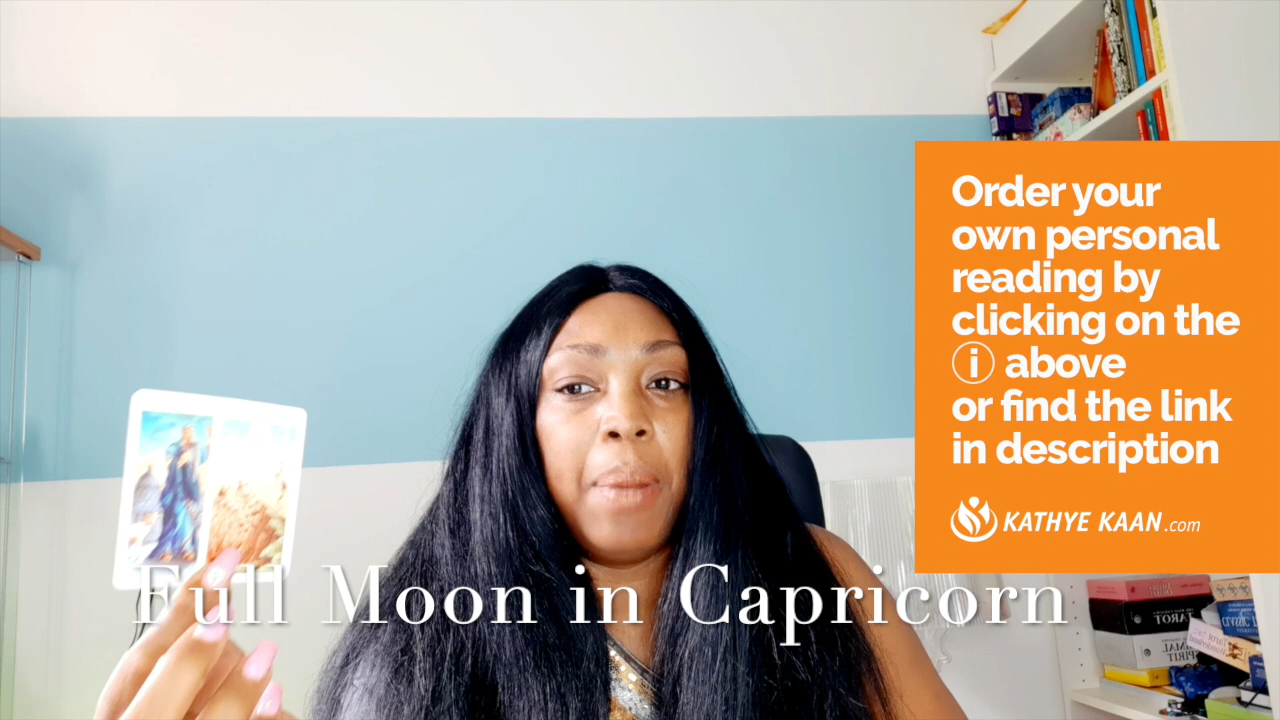 Order your
own personal
reading by
clicking on the
i above
or find the link
in description
KATHYE KAAN.com
Full Moon in Capricorn
TAROT
SPIRIT